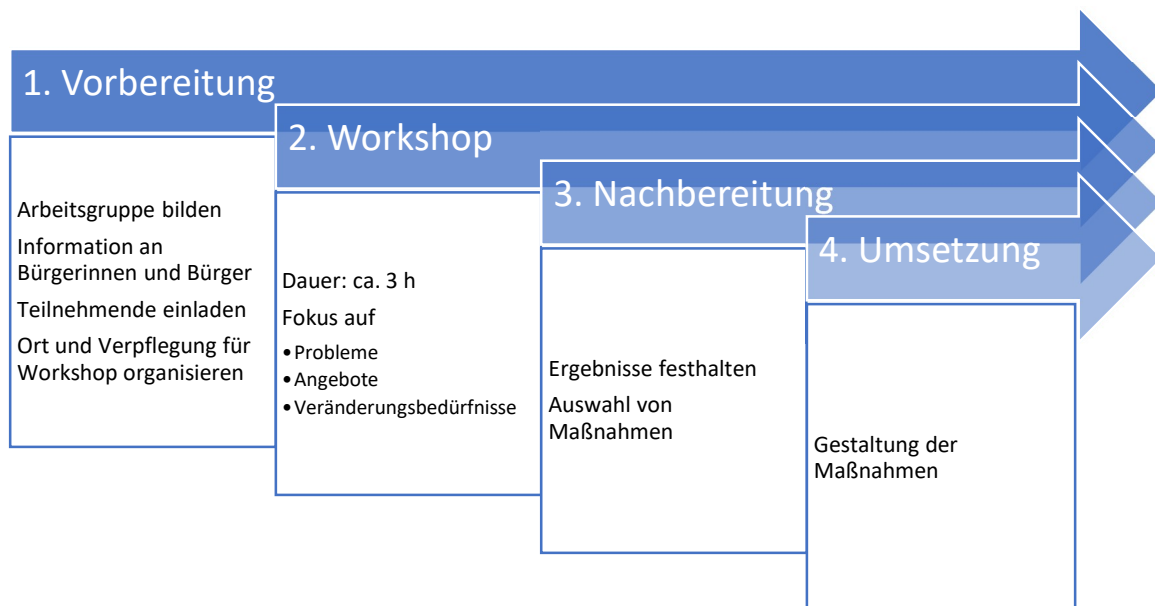 1. Vorbereitung
Arbeitsgruppe bilden
Information an
Bürgerinnen und Bürger
Teilnehmende einladen
Ort und Verpflegung für
Workshop organisieren
2. Workshop
Dauer: ca. 3 h
Fokus auf
•Probleme
•Angebote
•Veränderungsbedürfnisse
3. Nachbereitung
Ergebnisse festhalten
Auswahl von
Maßnahmen
4. Umsetzung
Gestaltung der
Maßnahmen